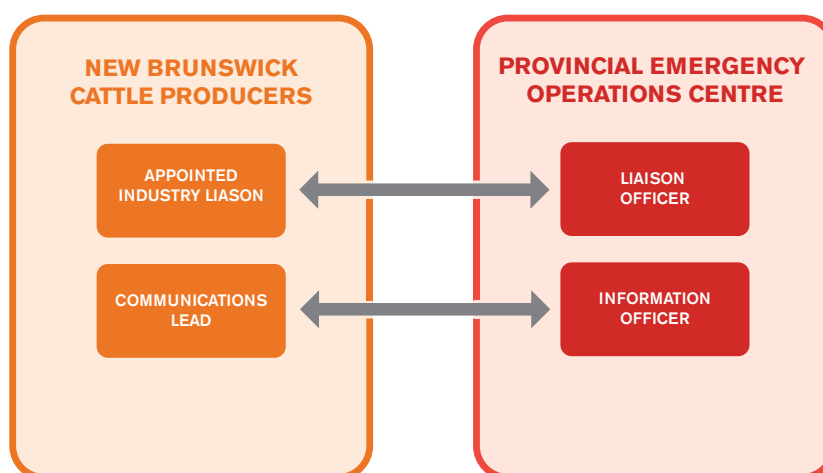 NEW BRUNSWICK
CATTLE PRODUCERS
APPOINTED
INDUSTRY LIASON
COMMUNICATIONS
LEAD
PROVINCIAL EMERGENCY
OPERATIONS CENTRE
LIAISON
OFFICER
INFORMATION
OFFICER